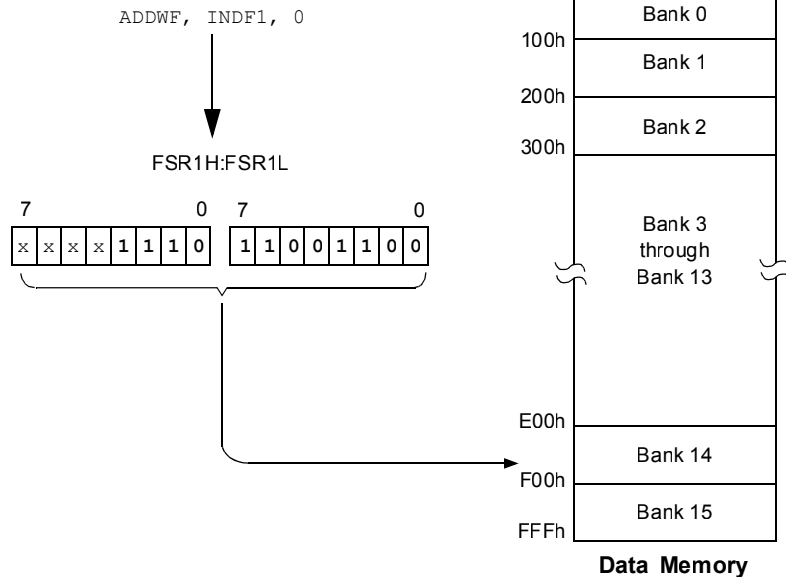 ADDWF, INDF1, 0
FSR1H:FSR1L
7 0 7 0
x x x x 1 1 1 0 1 1 0 0 1 1 0 0
Bank 0
100h
Bank 1
200h
Bank 2
300h
Bank 3
through
Bank 13
E00h
Bank 14
F00h
Bank 15
FFFh
Data Memory